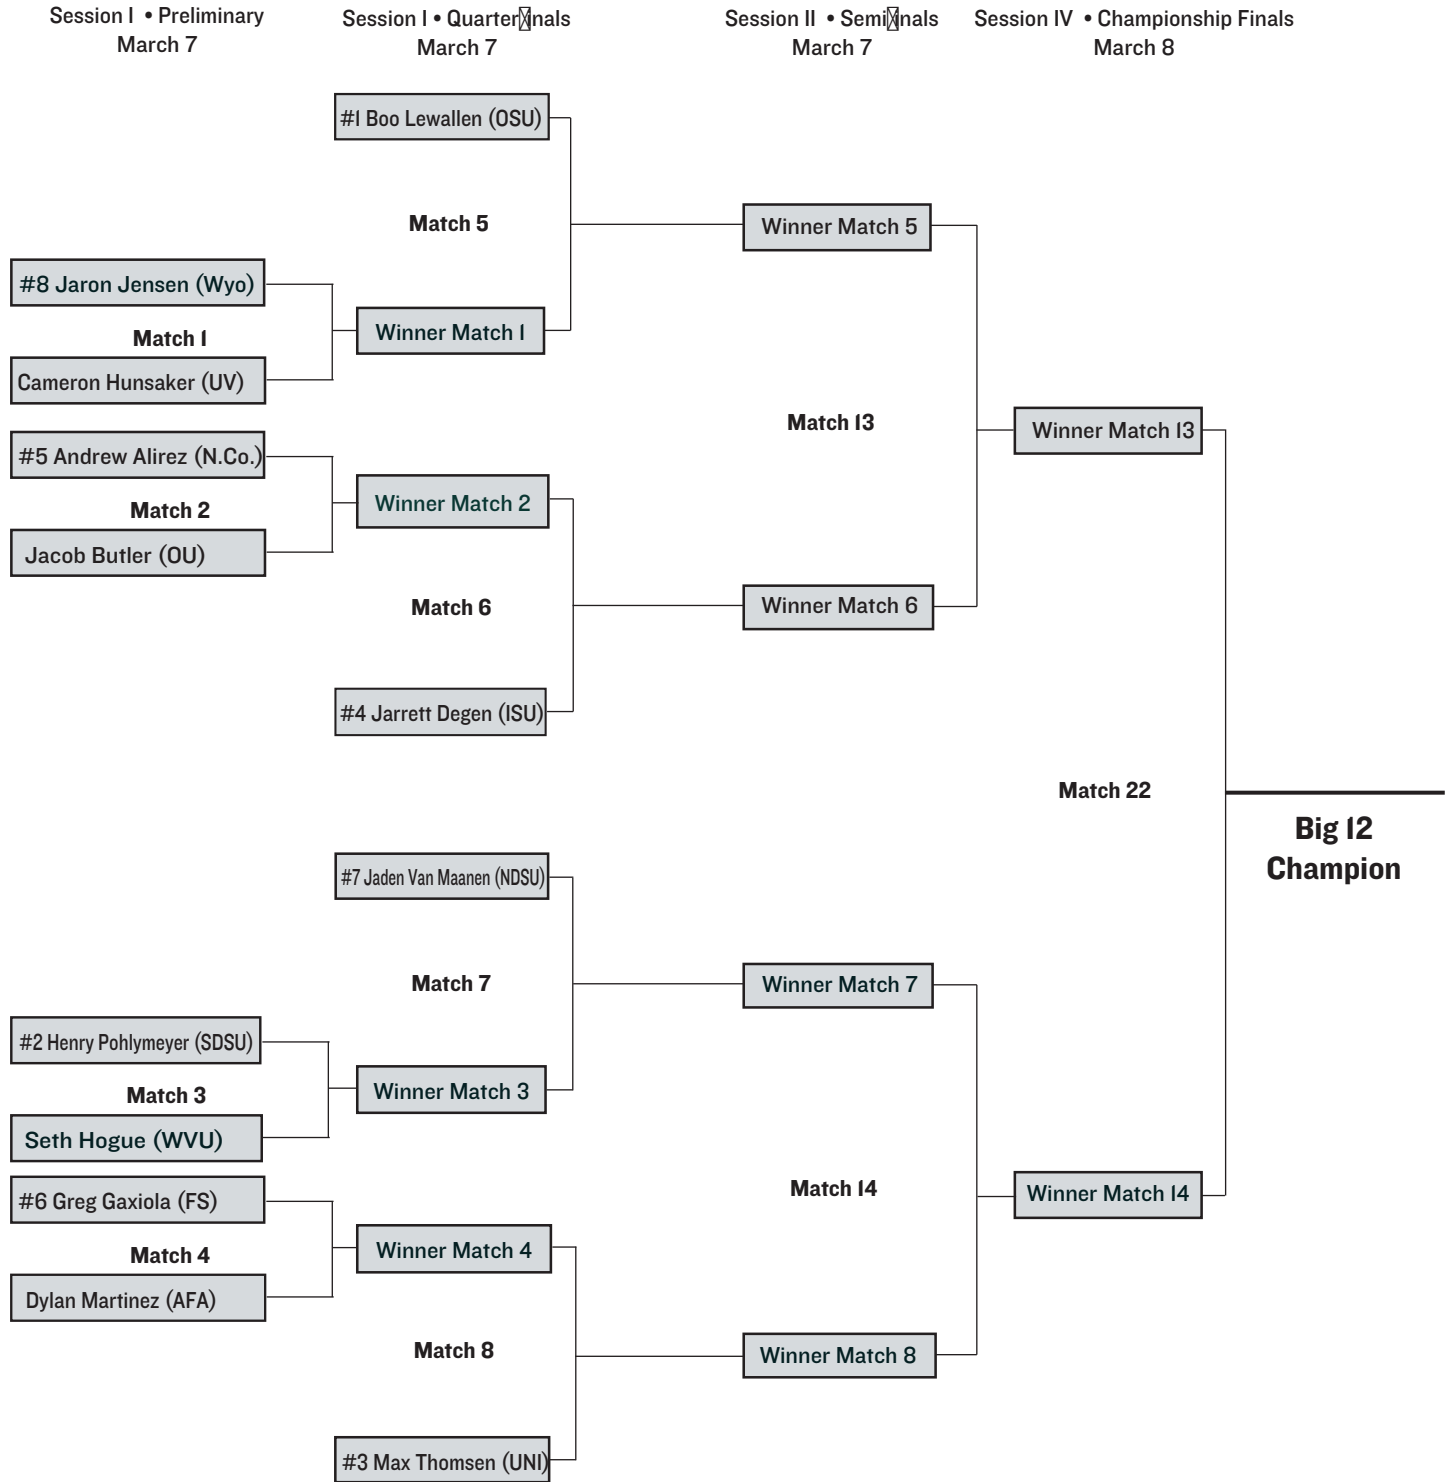 Session I • Preliminary
March 7
Session I • Quarterfinals
March 7
Session II • Semifinals
March 7
Session IV • Championship Finals
March 8
#1 Boo Lewallen (OSU)
Match 5
Winner Match 5
#8 Jaron Jensen (Wyo)
Match 1
Winner Match 1
Cameron Hunsaker (UV)
Match 13
Winner Match 13
#5 Andrew Alirez (N.Co.)
Match 2
Winner Match 2
Jacob Butler (OU)
Match 6
Winner Match 6
#4 Jarrett Degen (ISU)
Match 22
Big 12
Champion
#7 Jaden Van Maanen (NDSU)
Match 7
Winner Match 7
#2 Henry Pohlymeyer (SDSU)
Match 3
Winner Match 3
Seth Hogue (WVU)
Match 14
Winner Match 14
#6 Greg Gaxiola (FS)
Match 4
Winner Match 4
Dylan Martinez (AFA)
Match 8
Winner Match 8
#3 Max Thomsen (UNI)